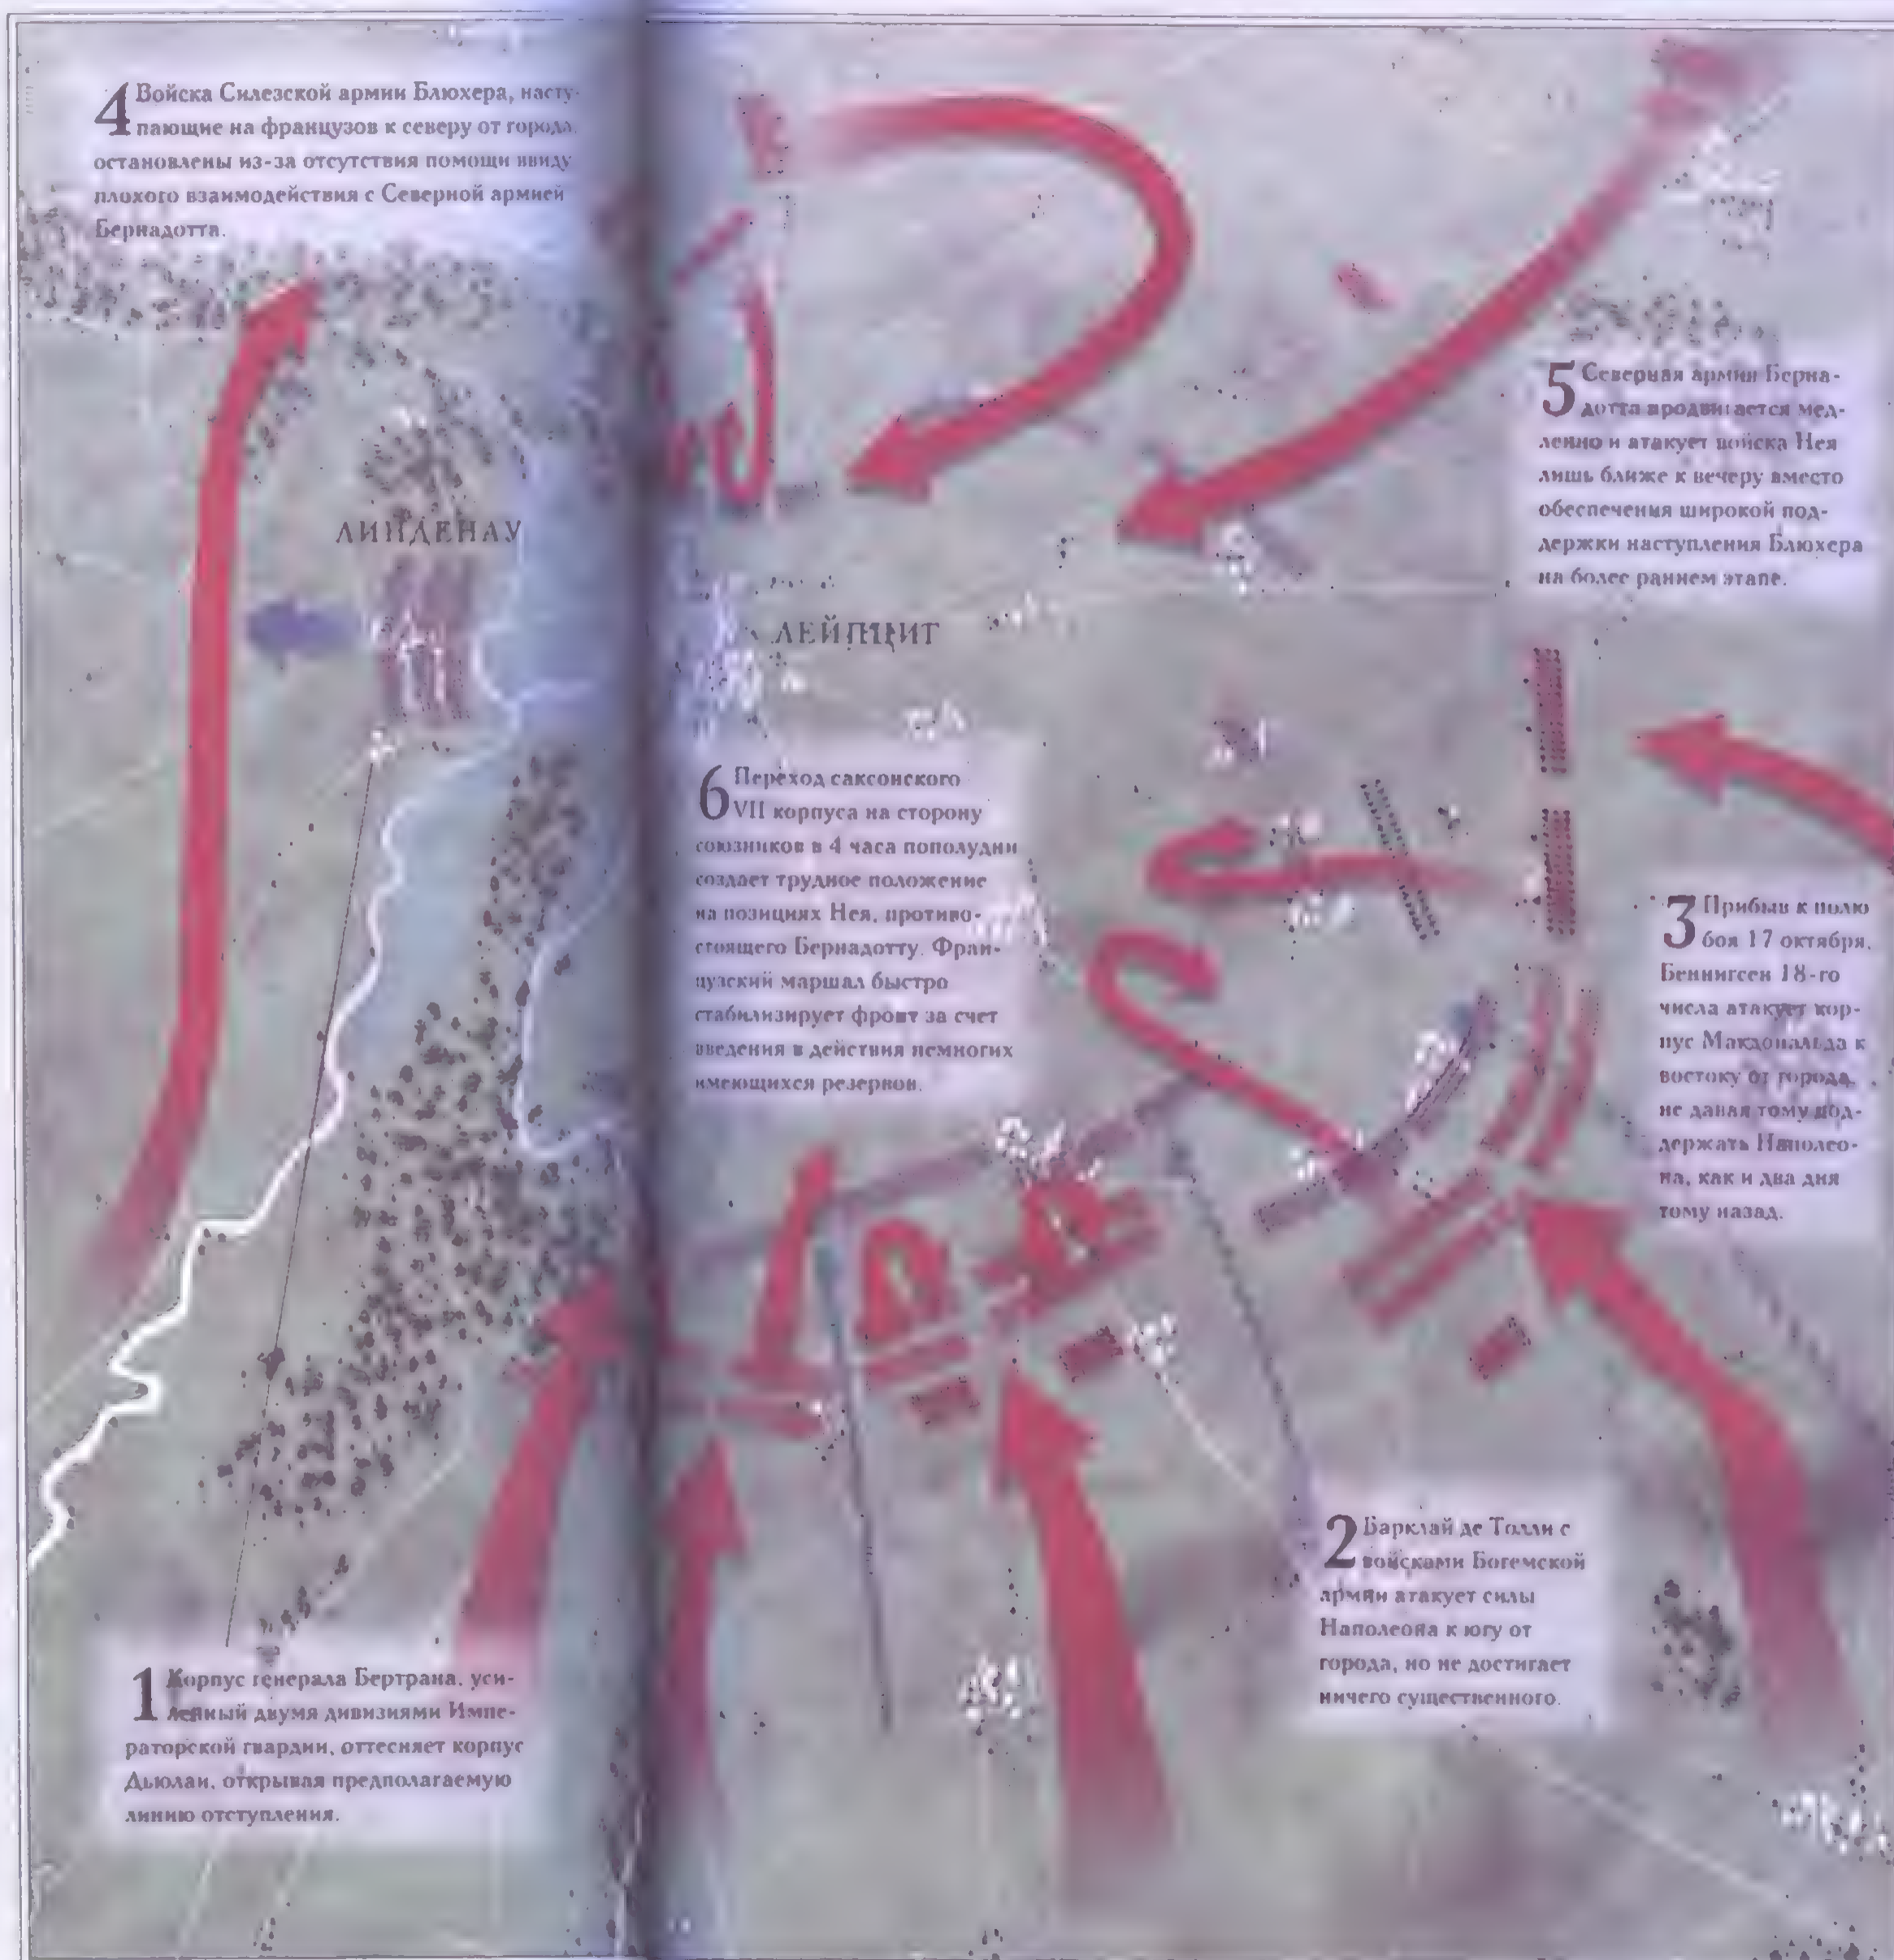 4 Войска Силезской армии Блюхера, насту-
пающие на французов к северу от города,
остановлены из-за отсутствия помощи ввиду
плохого взаимодействия с Северной армией
Бернадотта.
5 Северная армия Берна-
дотта продвигается мед-
ленно и атакует войска Нея
лишь ближе к вечеру вместо
обеспечения широкой под-
держки наступления Блюхера
на более раннем этапе.
ЛИНДЕНАУ
ЛЕЙПЦИГ
6 Переход саксонского
VII корпуса на сторону
союзников в 4 часа пополудни
создает трудное положение
на позициях Нея, противо-
стоящего Бернадотту. Фран-
цузский маршал быстро
стабилизирует фронт за счет
введения в действия немногих
имеющихся резервов.
3 Прибыв к полю
боя 17 октября,
Беннигсен 18-го
числа атакует кор-
пус Макдональда к
востоку от города,
не давая тому под-
держать Наполео-
на, как и два дня
тому назад.
2 Барклай де Толли с
войсками Богемской
армии атакует силы
Наполеона к югу от
города, но не достигает
ничего существенного.
1 Корпус генерала Бертрана, уси-
ленный двумя дивизиями Импе-
раторской гвардии, оттесняет корпус
Дьюлаи, открывая предполагаемую
линию отступления.